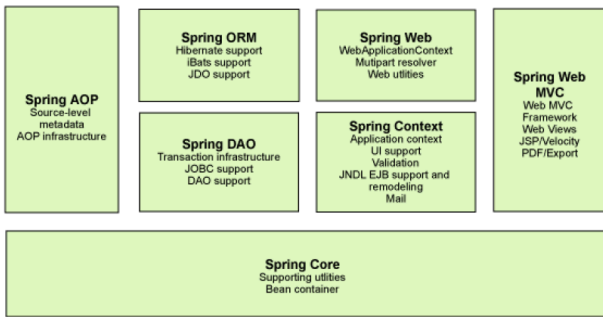 Spring AOP
Source-level
metadata
AOP infrastructure
Spring ORM
Hibernate support
iBats support
JDO support
Spring DAO
Transaction infrastructure
JOBC support
DAO support
Spring Web
WebApplicationContext
Mutipart resolver
Web utlities
Spring Context
Application context
UI support
Validation
JNDL EJB support and
remodeling
Mail
Spring Web
MVC
Web MVC
Framework
Web Views
JSP/Velocity
PDF/Export
Spring Core
Supporting utlities
Bean container